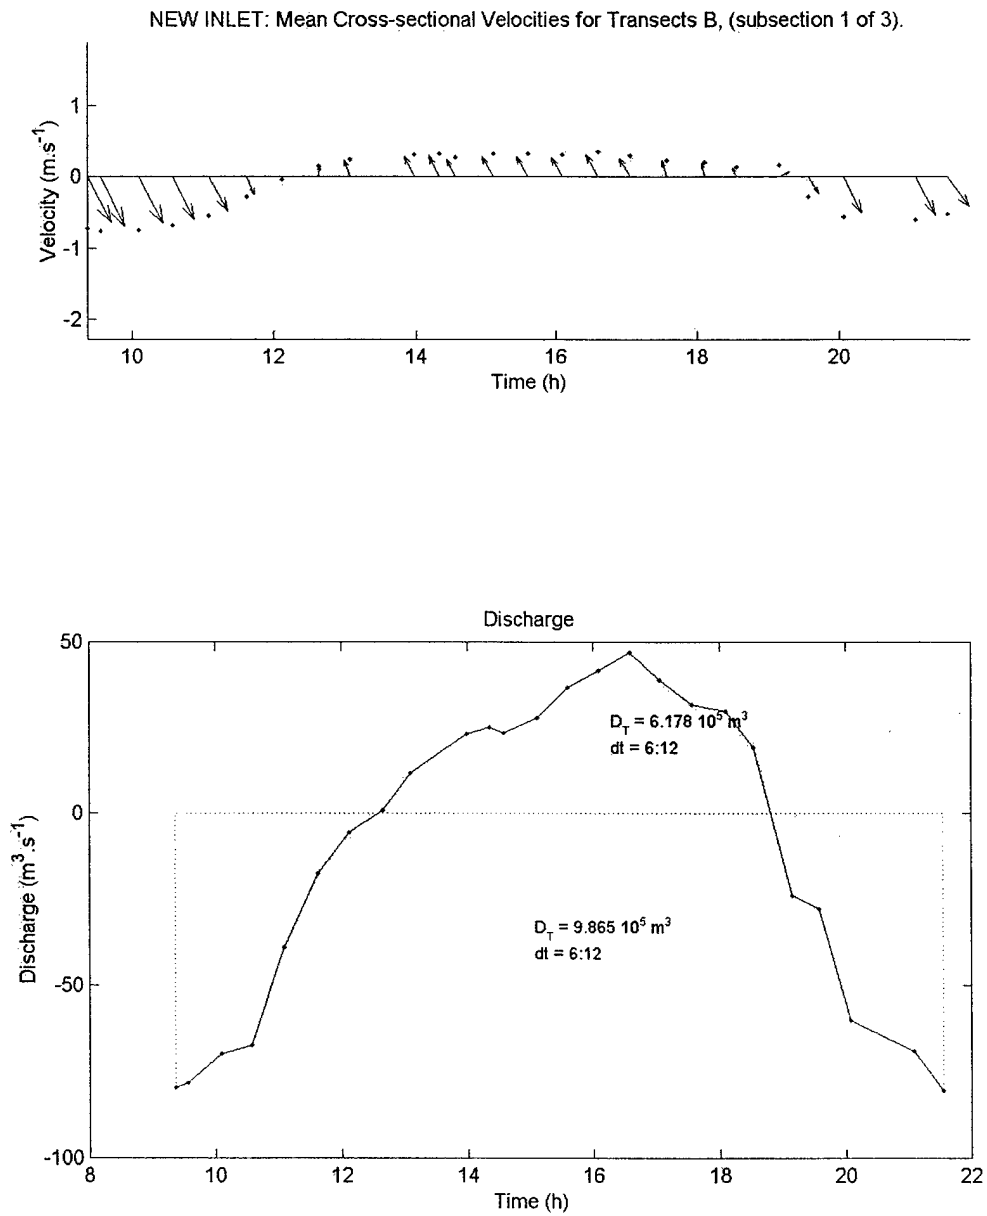 NEW INLET: Mean Cross-sectional Velocities for Transects B, (subsection 1 of 3).
1
0
-1
-2
Velocity (m.s⁻¹)
10 12 14 16 18 20
Time (h)
Discharge
50
0
-50
-100
Discharge (m³.s⁻¹)
D_T = 6.178 10⁵ m³
dt = 6:12
D_T = 9.865 10⁵ m³
dt = 6:12
8 10 12 14 16 18 20 22
Time (h)